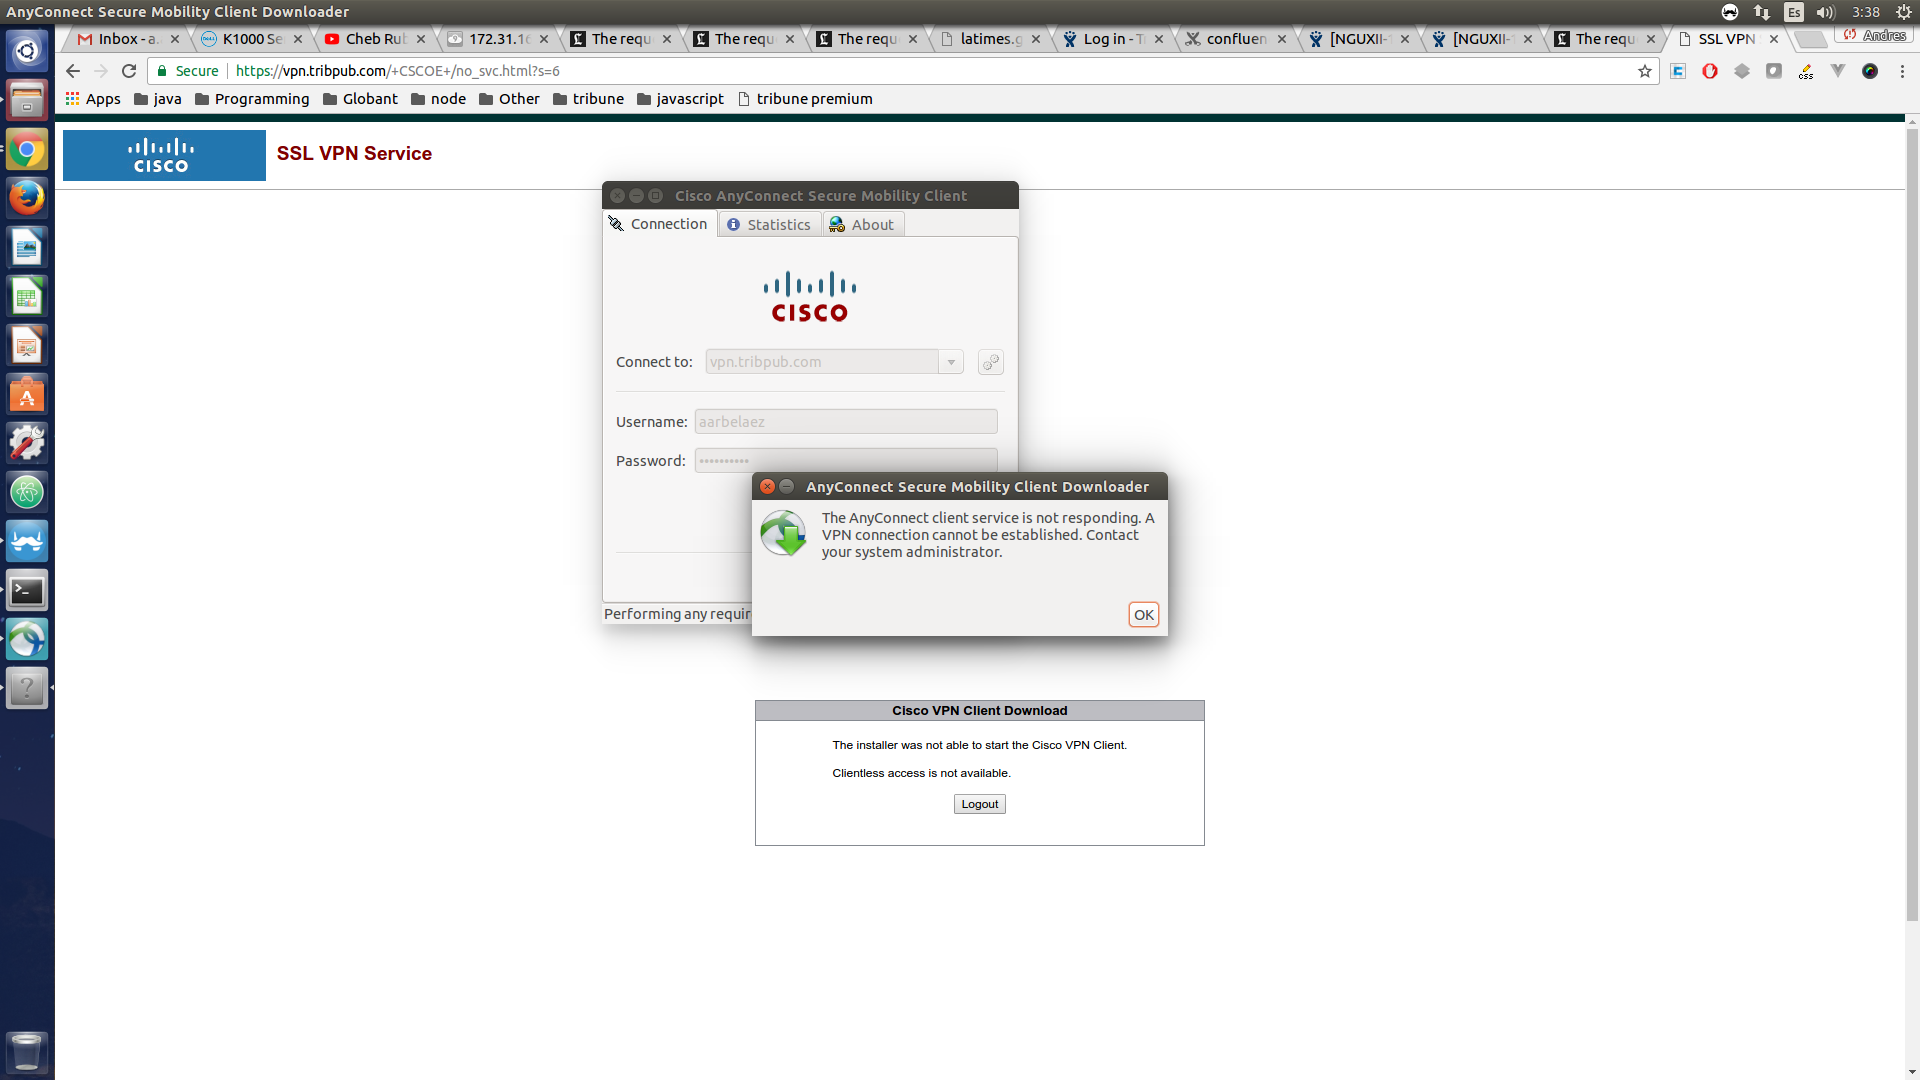 AnyConnect Secure Mobility Client Downloader
Es
3:38
Inbox - a.
K1000 Se
Cheb Rub
172.31.16
The requ
The requ
The requ
latimes.g
Log in - T
confluen
[NGUXII-1
[NGUXII-1
The requ
SSL VPN
Andres
Secure
https://vpn.tribpub.com/+CSCOE+/no_svc.html?s=6
Apps
java
Programming
Globant
node
Other
tribune
javascript
tribune premium
CISCO
SSL VPN Service
Cisco AnyConnect Secure Mobility Client
Connection
Statistics
About
CISCO
Connect to:
vpn.tribpub.com
Username:
aarbelaez
Password:
••••••••••
Performing any requir
AnyConnect Secure Mobility Client Downloader
The AnyConnect client service is not responding. A
VPN connection cannot be established. Contact
your system administrator.
OK
Cisco VPN Client Download
The installer was not able to start the Cisco VPN Client.
Clientless access is not available.
Logout